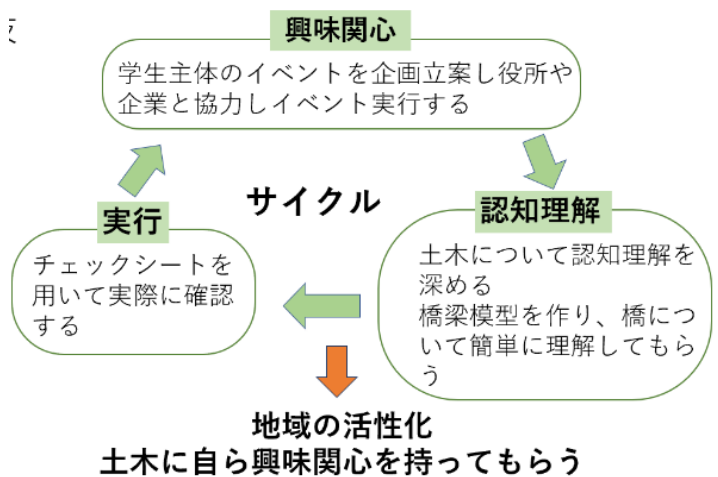 興味関心
学生主体のイベントを企画立案し役所や
企業と協力しイベント実行する
サイクル
認知理解
土木について認知理解を
深める
橋梁模型を作り、橋につ
いて簡単に理解してもら
う
実行
チェックシートを
用いて実際に確認
する
地域の活性化
土木に自ら興味関心を持ってもらう